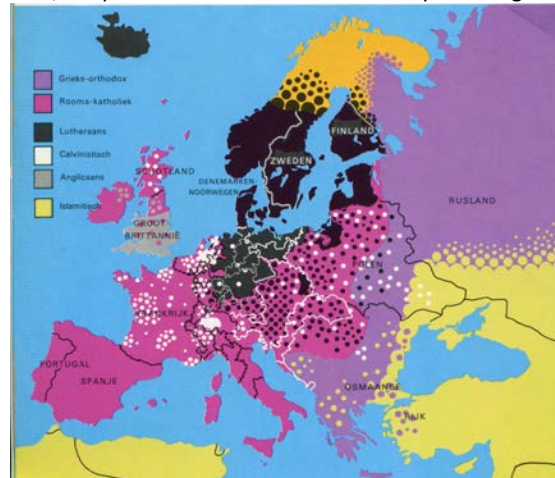 Grieks-orthodox
Rooms-katholiek
Lutheraans
Calvinistisch
Anglicaans
Islamitisch
SCHOTLAND
GROOT-
BRITTANNIË
DENEMARKEN-
NOORWEGEN
ZWEDEN
FINLAND
RUSLAND
POLEN
FRANKRIJK
PORTUGAL
SPANJE
OSMAANSE
RIJK